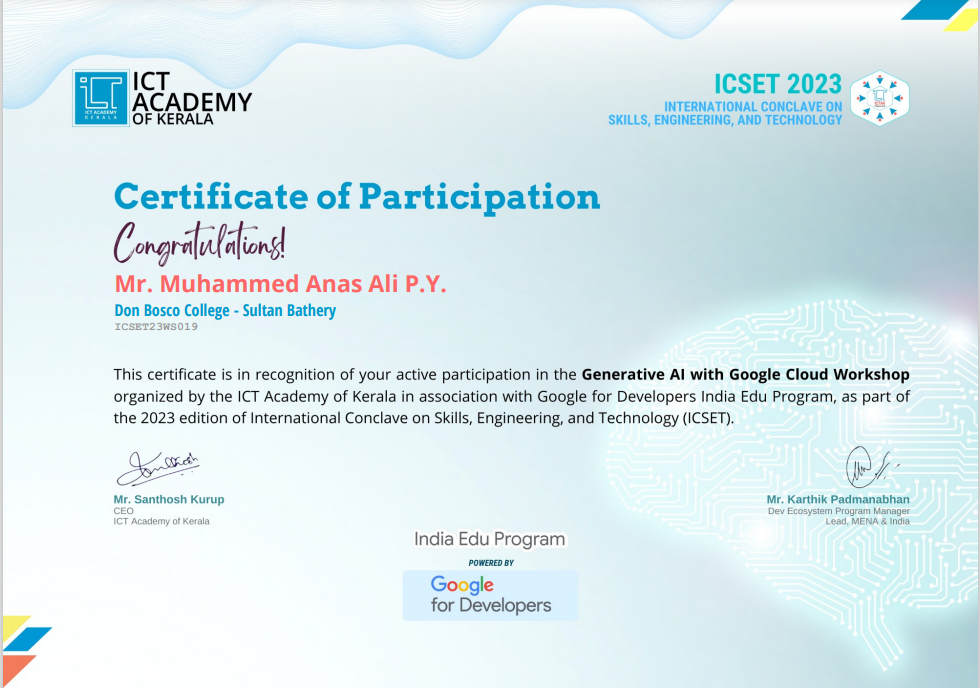 ICT
ACADEMY
OF KERALA
ICT ACADEMY
KERALA
ICSET 2023
INTERNATIONAL CONCLAVE ON
SKILLS, ENGINEERING, AND TECHNOLOGY
Certificate of Participation
Congratulations!
Mr. Muhammed Anas Ali P.Y.
Don Bosco College - Sultan Bathery
ICSET23WS019
This certificate is in recognition of your active participation in the Generative AI with Google Cloud Workshop
organized by the ICT Academy of Kerala in association with Google for Developers India Edu Program, as part of
the 2023 edition of International Conclave on Skills, Engineering, and Technology (ICSET).
Mr. Santhosh Kurup
CEO
ICT Academy of Kerala
Mr. Karthik Padmanabhan
Dev Ecosystem Program Manager
Lead, MENA & India
India Edu Program
POWERED BY
Google
for Developers